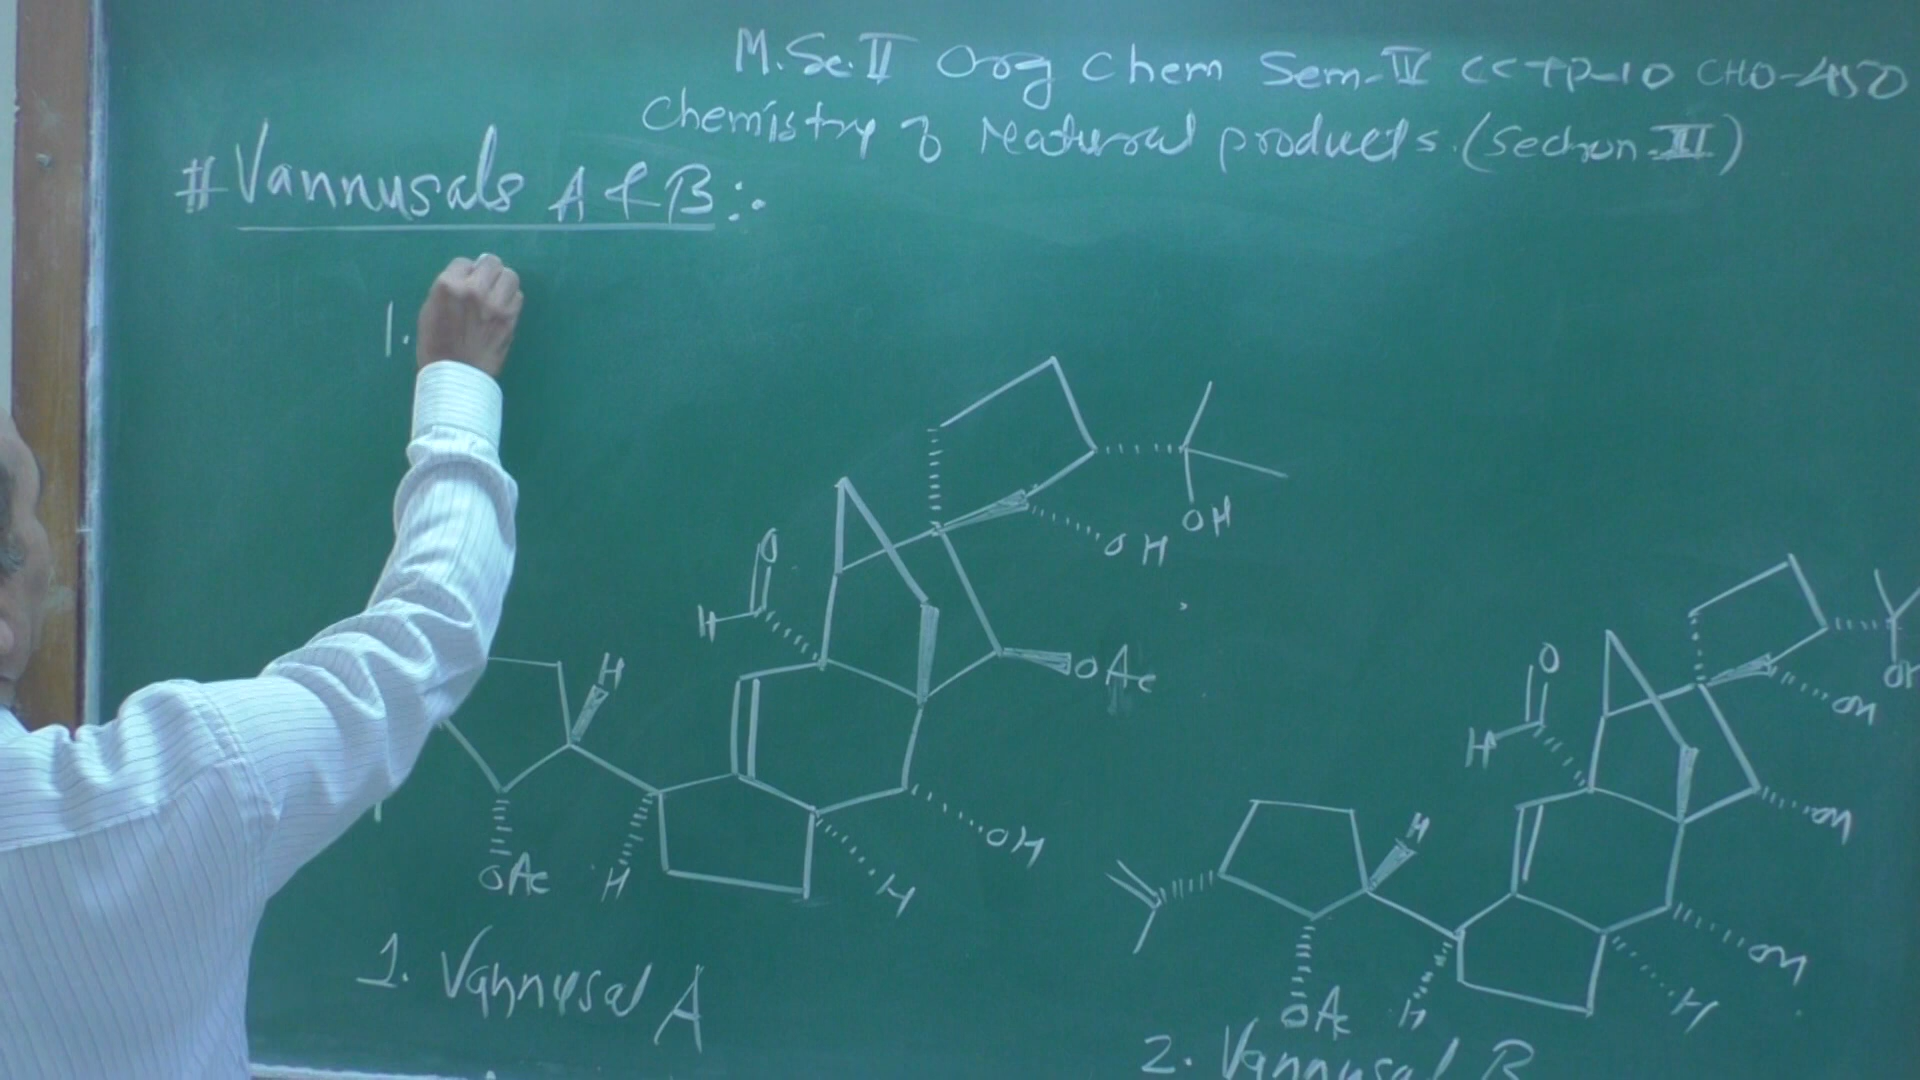 M.Sc.II Org Chem Sem-IV CCTP-10 CHO-450
Chemistry of Natural products.(Section-II)
# Vannusals A & B :-
1.
OH
OH
O
H
OAc
H
OH
OAc
H
H
1. Vannusal A
OH
OH
O
H
OH
H
OH
OAc
H
H
2. Vannusal B